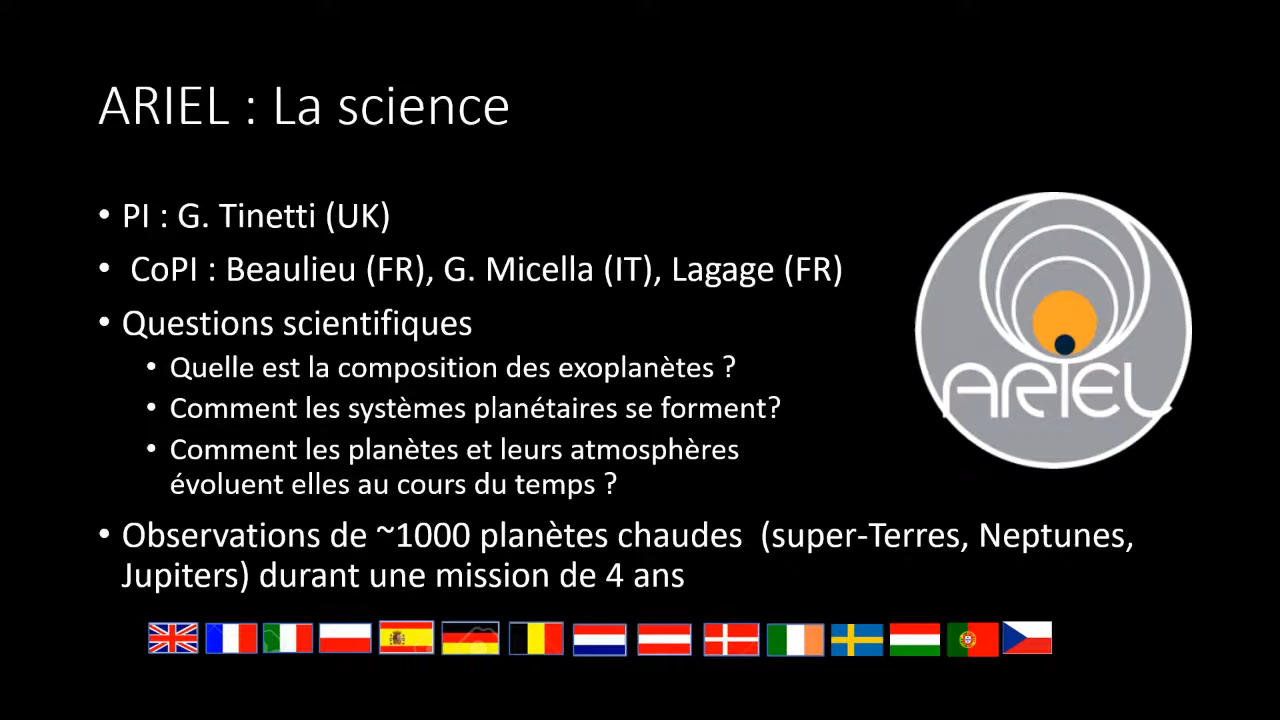 ARIEL : La science
• PI : G. Tinetti (UK)
• CoPI : Beaulieu (FR), G. Micella (IT), Lagage (FR)
• Questions scientifiques
• Quelle est la composition des exoplanètes ?
• Comment les systèmes planétaires se forment?
• Comment les planètes et leurs atmosphères
évoluent elles au cours du temps ?
• Observations de ~1000 planètes chaudes (super-Terres, Neptunes,
Jupiters) durant une mission de 4 ans
ARIEL